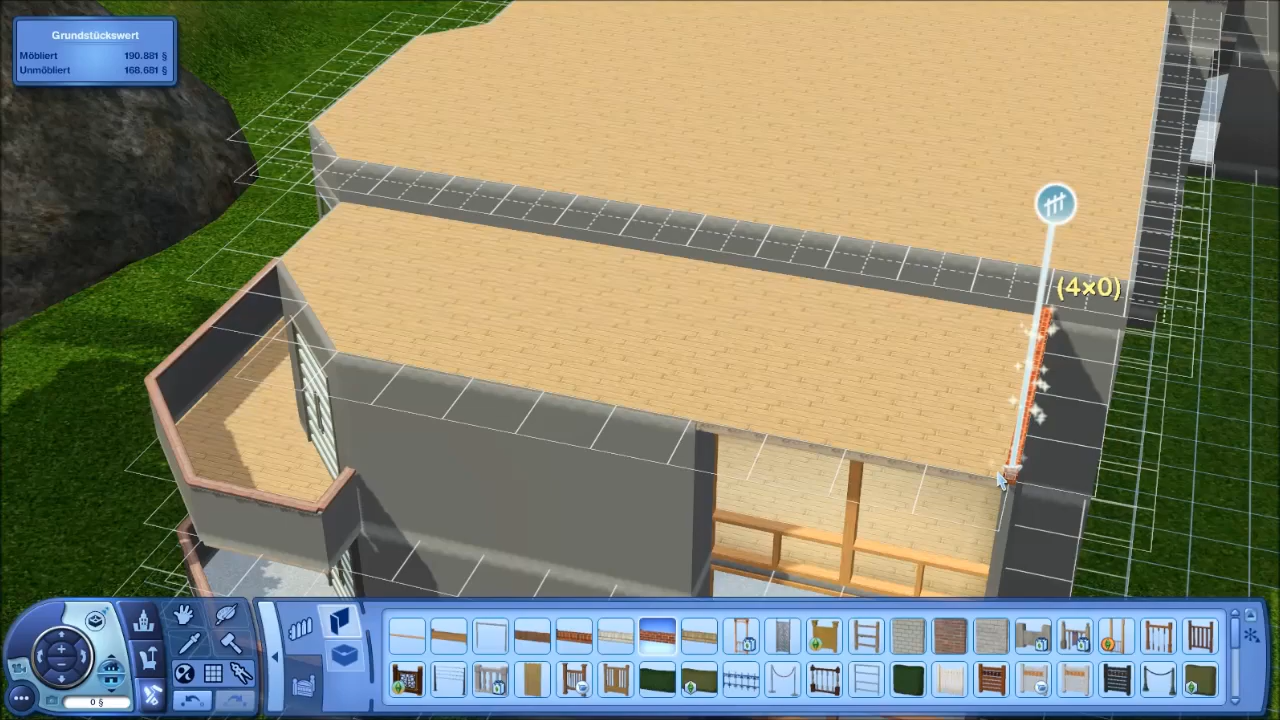 Grundstückswert
Möbliert 190.881 §
Unmöbliert 168.681 §
(4×0)
0 §